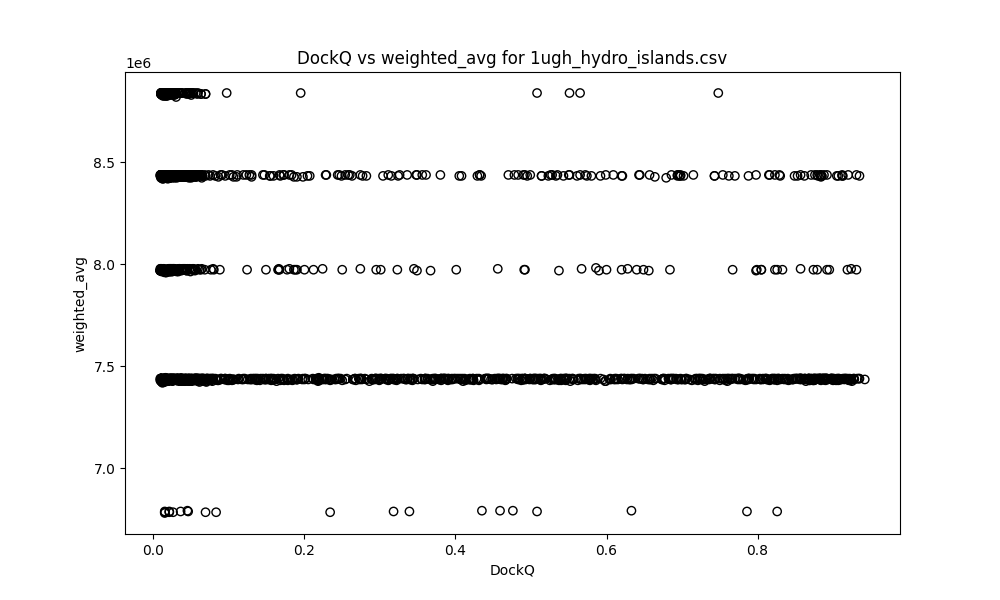 DockQ vs weighted_avg for 1ugh_hydro_islands.csv
1e6
8.5
8.0
7.5
7.0
weighted_avg
0.0 0.2 0.4 0.6 0.8
DockQ